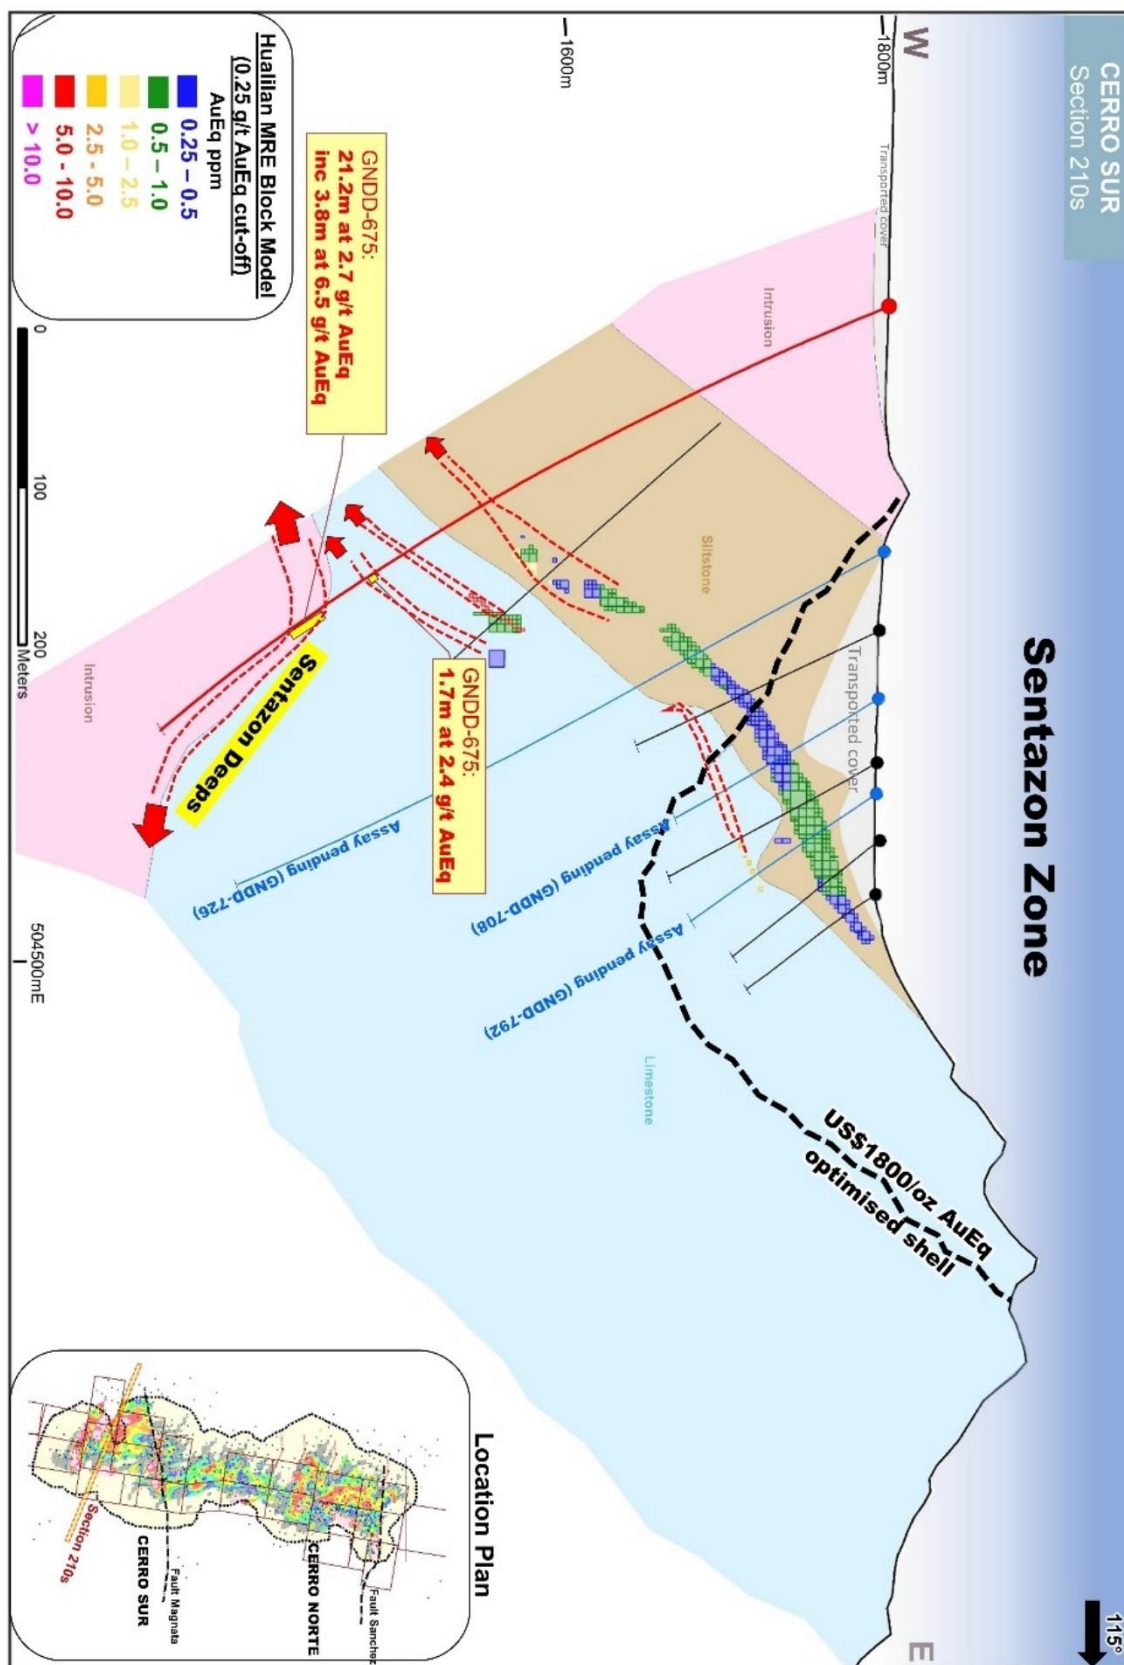 CERRO SUR
Section 210s
Sentazon Zone
115°
W
E
1800m
1600m
Transported cover
Transported cover
Intrusion
Siltstone
Limestone
Intrusion
US$1800/oz AuEq
optimised shell
GNDD-675:
21.2m at 2.7 g/t AuEq
inc 3.8m at 6.5 g/t AuEq
GNDD-675:
1.7m at 2.4 g/t AuEq
Assay pending (GNDD-726)
Assay pending (GNDD-708)
Assay pending (GNDD-792)
Sentazon Deeps
Hualilan MRE Block Model
(0.25 g/t AuEq cut-off)
AuEq ppm
0.25 – 0.5
0.5 – 1.0
1.0 – 2.5
2.5 - 5.0
5.0 - 10.0
> 10.0
0
100
200
Meters
504500mE
Location Plan
Fault Sanchez
CERRO NORTE
Fault Magnata
CERRO SUR
Section 210s